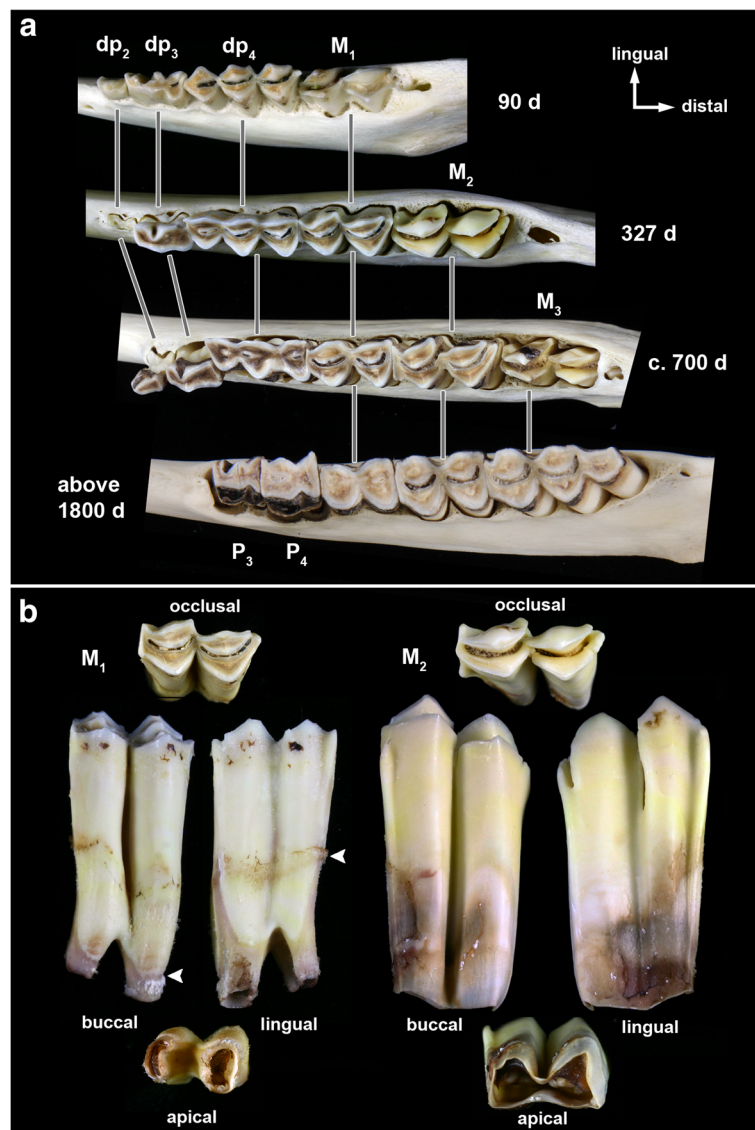 a
dp2 dp3 dp4 M1
lingual
distal
90 d
M2
327 d
M3
c. 700 d
above
1800 d
P3 P4
b
occlusal occlusal
M1 M2
buccal lingual buccal lingual
apical apical